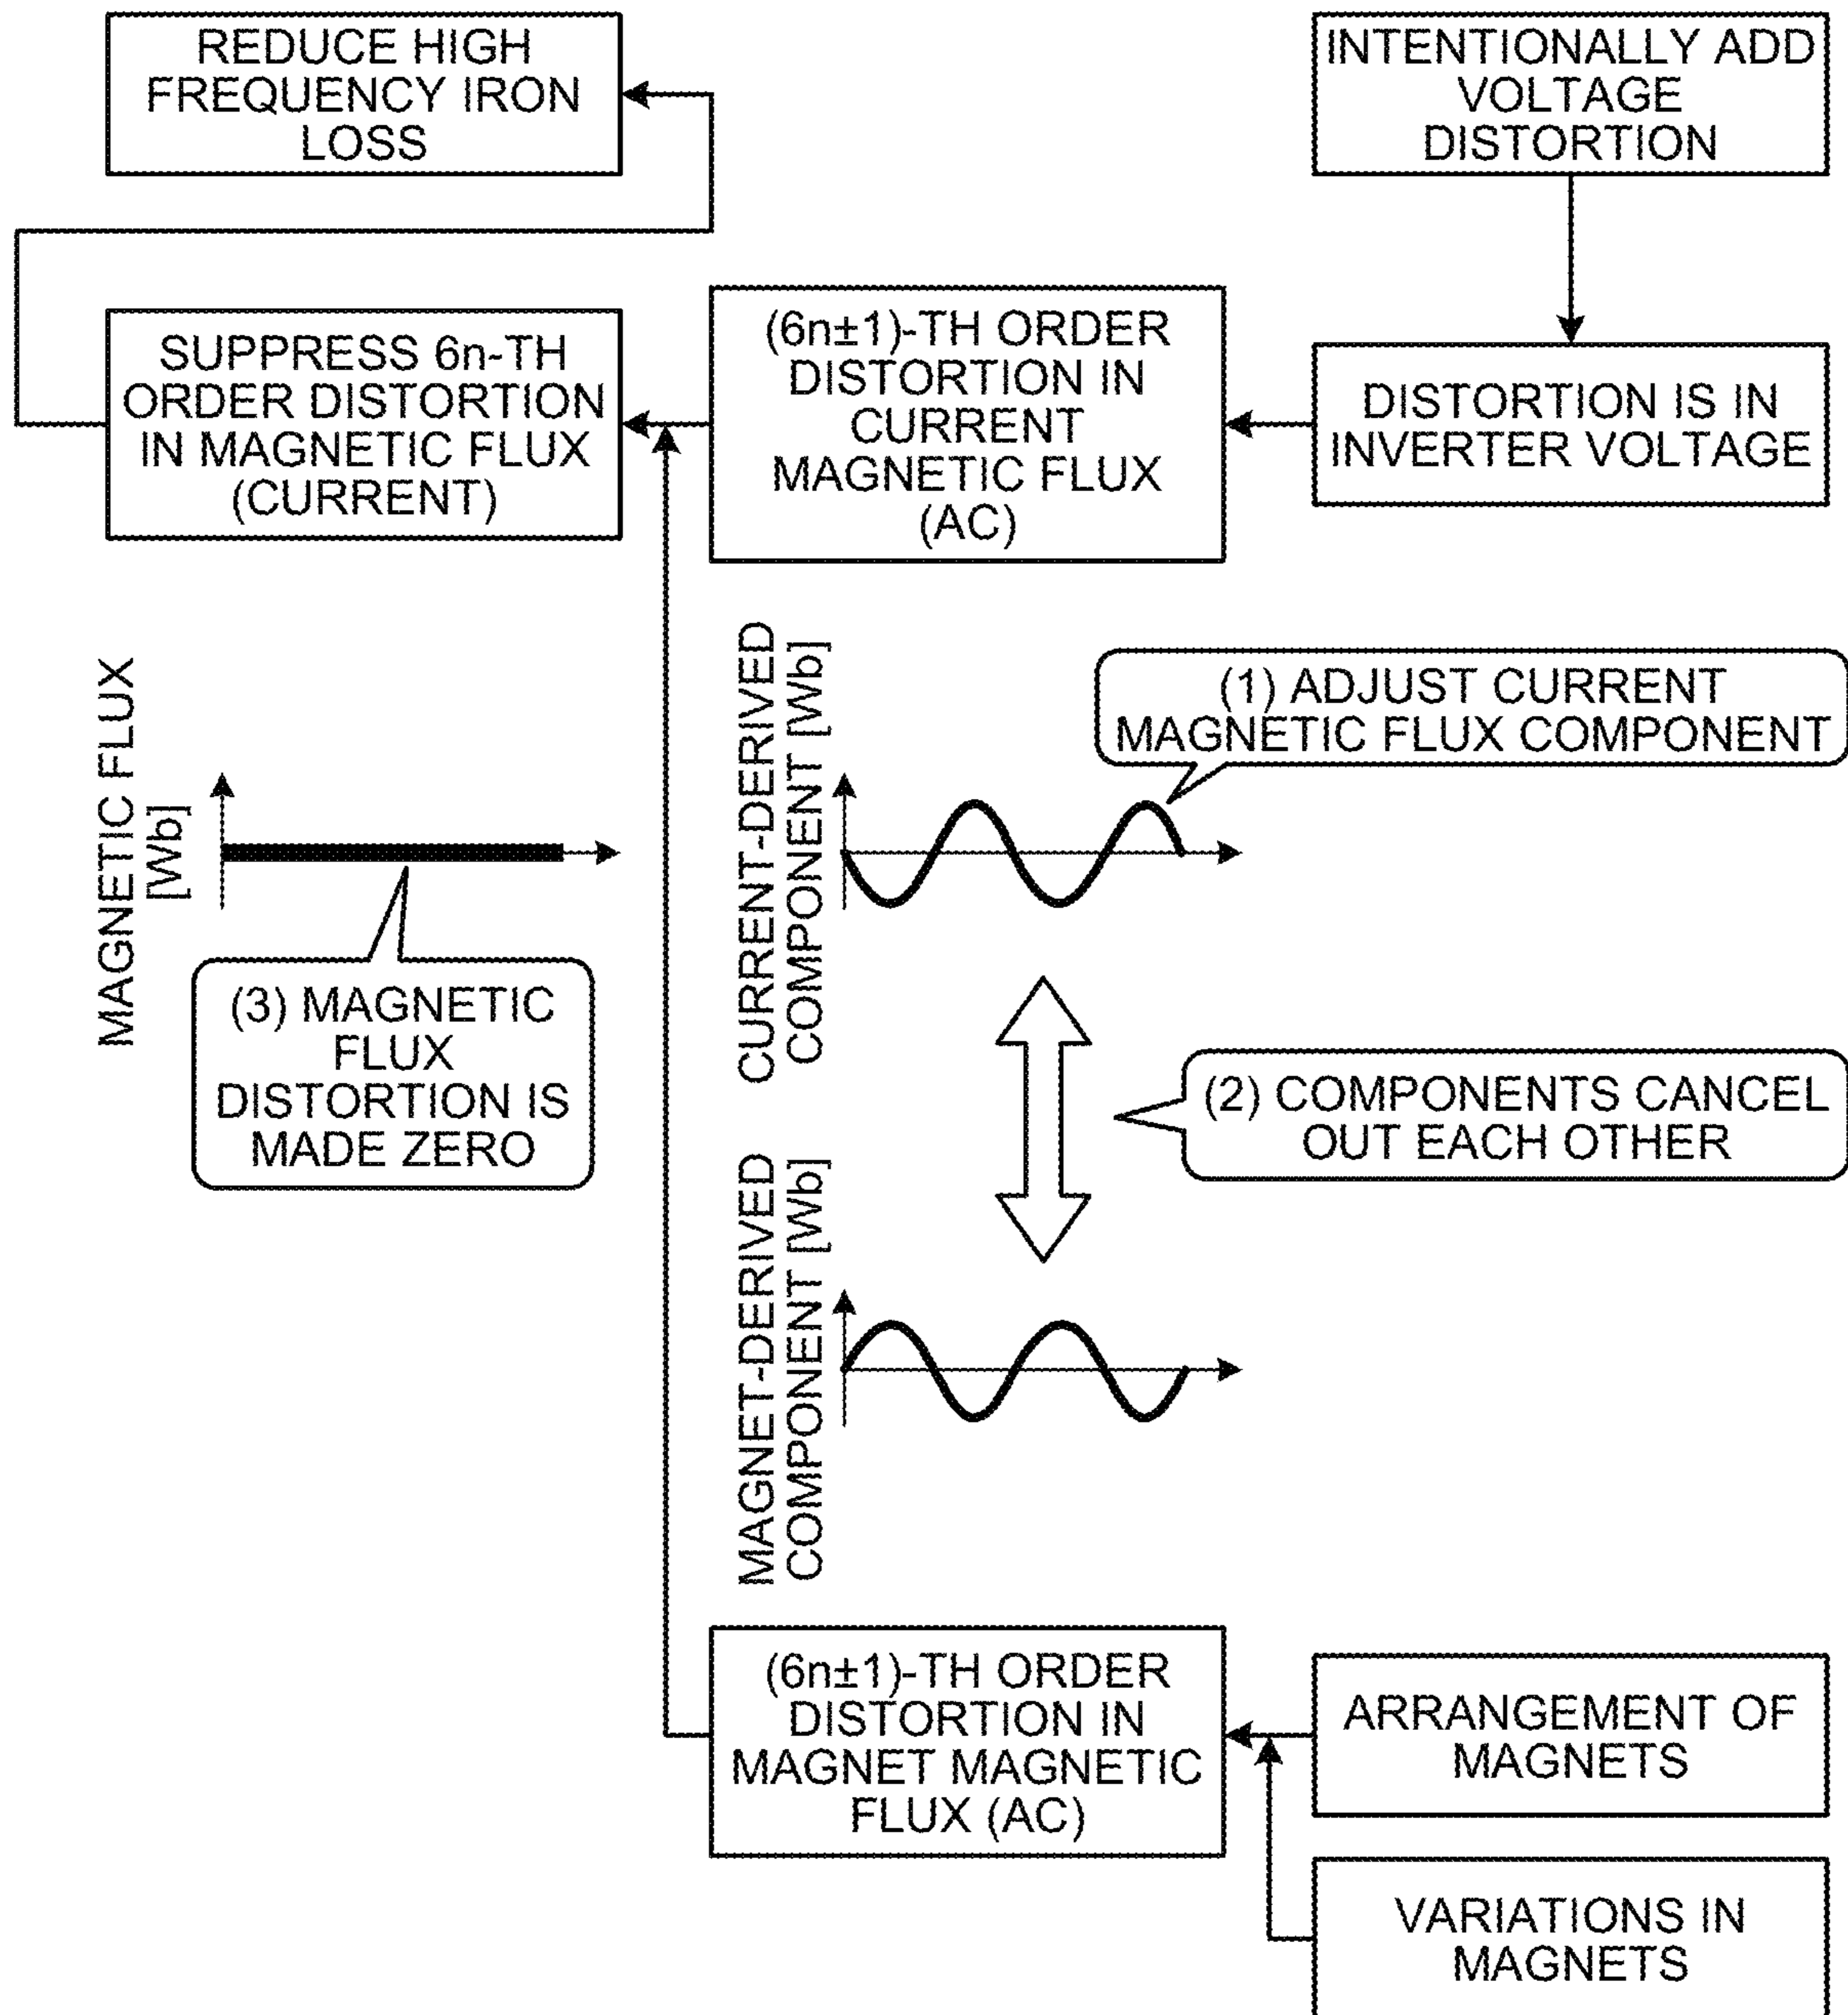 REDUCE HIGH
FREQUENCY IRON
LOSS
INTENTIONALLY ADD
VOLTAGE
DISTORTION
SUPPRESS 6n-TH
ORDER DISTORTION
IN MAGNETIC FLUX
(CURRENT)
(6n±1)-TH ORDER
DISTORTION IN
CURRENT
MAGNETIC FLUX
(AC)
DISTORTION IS IN
INVERTER VOLTAGE
MAGNETIC FLUX
[Wb]
(3) MAGNETIC
FLUX
DISTORTION IS
MADE ZERO
CURRENT-DERIVED
COMPONENT [Wb]
(1) ADJUST CURRENT
MAGNETIC FLUX COMPONENT
(2) COMPONENTS CANCEL
OUT EACH OTHER
MAGNET-DERIVED
COMPONENT [Wb]
(6n±1)-TH ORDER
DISTORTION IN
MAGNET MAGNETIC
FLUX (AC)
ARRANGEMENT OF
MAGNETS
VARIATIONS IN
MAGNETS